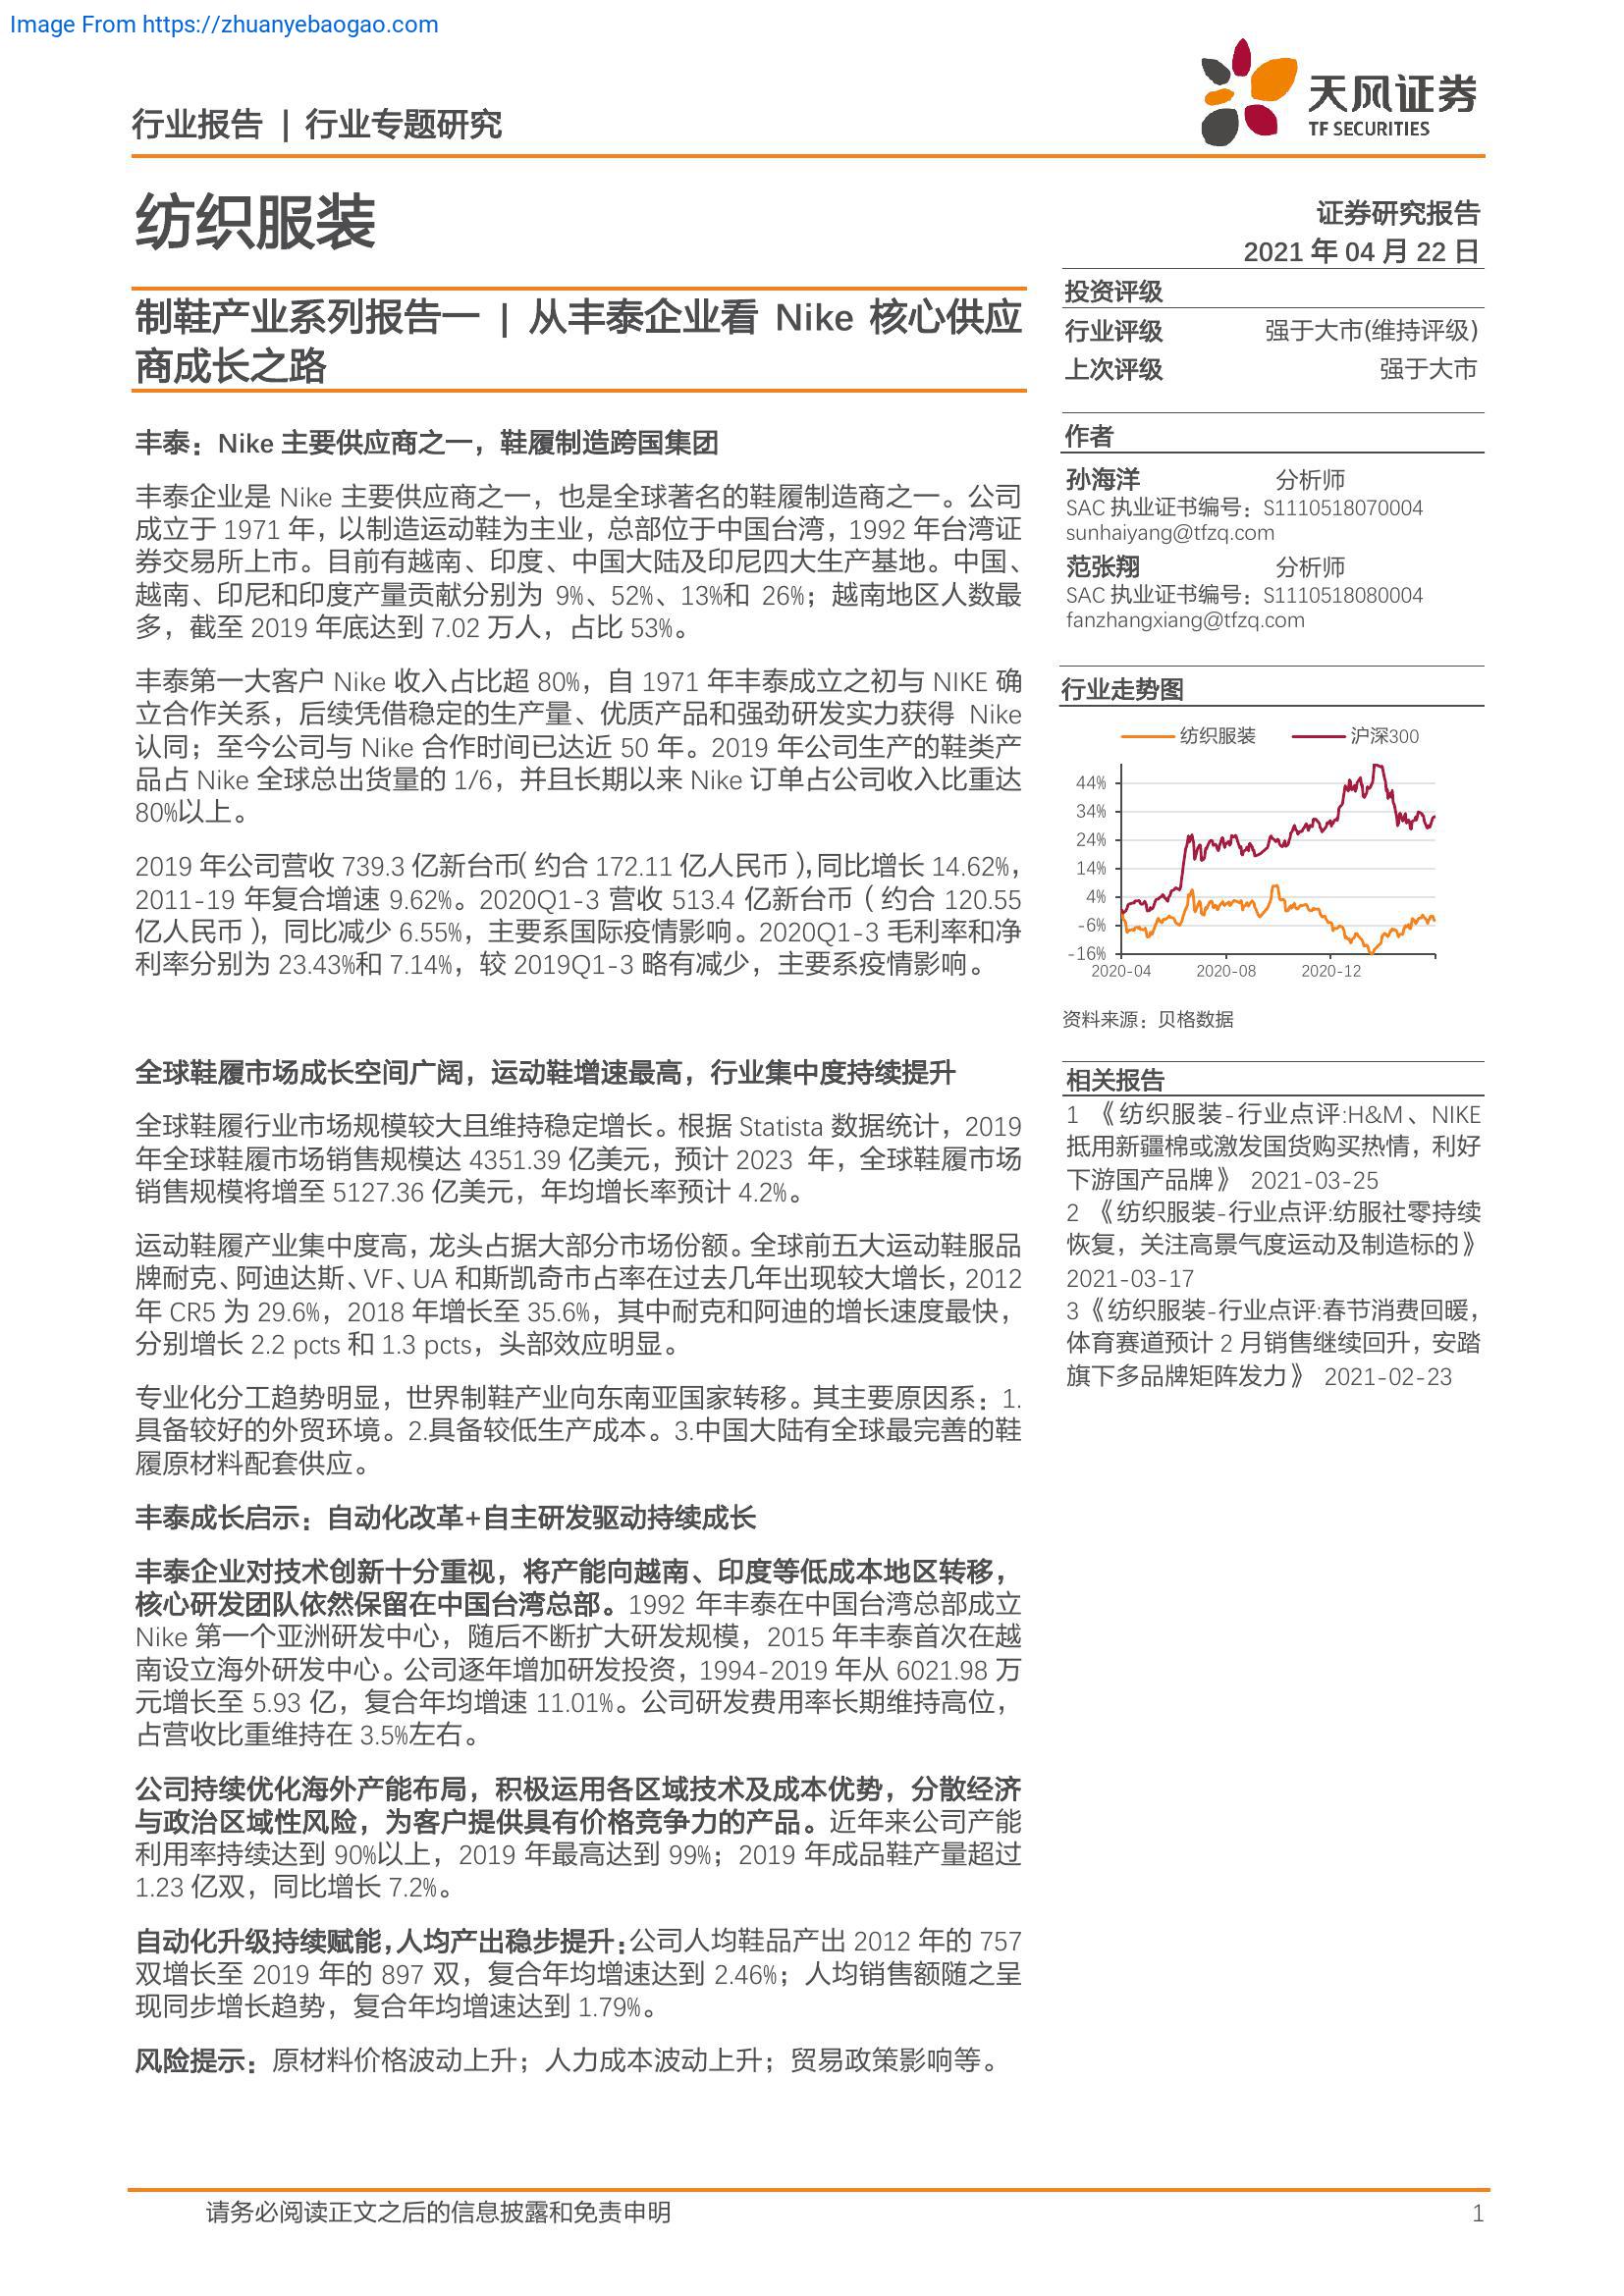 Image From https://zhuanyebaogao.com
行业报告 | 行业专题研究
天风证券
TF SECURITIES
纺织服装
证券研究报告
2021 年 04 月 22 日
制鞋产业系列报告一 | 从丰泰企业看 Nike 核心供应
商成长之路
丰泰：Nike 主要供应商之一，鞋履制造跨国集团
丰泰企业是 Nike 主要供应商之一，也是全球著名的鞋履制造商之一。公司
成立于 1971 年，以制造运动鞋为主业，总部位于中国台湾，1992 年台湾证
券交易所上市。目前有越南、印度、中国大陆及印尼四大生产基地。中国、
越南、印尼和印度产量贡献分别为 9%、52%、13%和 26%；越南地区人数最
多，截至 2019 年底达到 7.02 万人，占比 53%。
丰泰第一大客户 Nike 收入占比超 80%，自 1971 年丰泰成立之初与 NIKE 确
立合作关系，后续凭借稳定的生产量、优质产品和强劲研发实力获得 Nike
认同；至今公司与 Nike 合作时间已达近 50 年。2019 年公司生产的鞋类产
品占 Nike 全球总出货量的 1/6，并且长期以来 Nike 订单占公司收入比重达
80%以上。
2019 年公司营收 739.3 亿新台币（约合 172.11 亿人民币），同比增长 14.62%，
2011-19 年复合增速 9.62%。2020Q1-3 营收 513.4 亿新台币（约合 120.55
亿人民币），同比减少 6.55%，主要系国际疫情影响。2020Q1-3 毛利率和净
利率分别为 23.43%和 7.14%，较 2019Q1-3 略有减少，主要系疫情影响。
全球鞋履市场成长空间广阔，运动鞋增速最高，行业集中度持续提升
全球鞋履行业市场规模较大且维持稳定增长。根据 Statista 数据统计，2019
年全球鞋履市场销售规模达 4351.39 亿美元，预计 2023 年，全球鞋履市场
销售规模将增至 5127.36 亿美元，年均增长率预计 4.2%。
运动鞋履产业集中度高，龙头占据大部分市场份额。全球前五大运动鞋服品
牌耐克、阿迪达斯、VF、UA 和斯凯奇市占率在过去几年出现较大增长，2012
年 CR5 为 29.6%，2018 年增长至 35.6%，其中耐克和阿迪的增长速度最快，
分别增长 2.2 pcts 和 1.3 pcts，头部效应明显。
专业化分工趋势明显，世界制鞋产业向东南亚国家转移。其主要原因系：1.
具备较好的外贸环境。2.具备较低生产成本。3.中国大陆有全球最完善的鞋
履原材料配套供应。
丰泰成长启示：自动化改革+自主研发驱动持续成长
丰泰企业对技术创新十分重视，将产能向越南、印度等低成本地区转移，
核心研发团队依然保留在中国台湾总部。1992 年丰泰在中国台湾总部成立
Nike 第一个亚洲研发中心，随后不断扩大研发规模，2015 年丰泰首次在越
南设立海外研发中心。公司逐年增加研发投资，1994-2019 年从 6021.98 万
元增长至 5.93 亿，复合年均增速 11.01%。公司研发费用率长期维持高位，
占营收比重维持在 3.5%左右。
公司持续优化海外产能布局，积极运用各区域技术及成本优势，分散经济
与政治区域性风险，为客户提供具有价格竞争力的产品。近年来公司产能
利用率持续达到 90%以上，2019 年最高达到 99%；2019 年成品鞋产量超过
1.23 亿双，同比增长 7.2%。
自动化升级持续赋能，人均产出稳步提升：公司人均鞋品产出 2012 年的 757
双增长至 2019 年的 897 双，复合年均增速达到 2.46%；人均销售额随之呈
现同步增长趋势，复合年均增速达到 1.79%。
风险提示：原材料价格波动上升；人力成本波动上升；贸易政策影响等。
投资评级
行业评级 强于大市(维持评级)
上次评级 强于大市
作者
孙海洋 分析师
SAC 执业证书编号：S1110518070004
sunhaiyang@tfzq.com
范张翔 分析师
SAC 执业证书编号：S1110518080004
fanzhangxiang@tfzq.com
行业走势图
纺织服装 沪深300
44%
34%
24%
14%
4%
-6%
-16%
2020-04 2020-08 2020-12
资料来源：贝格数据
相关报告
1 《纺织服装-行业点评:H&M、NIKE
抵用新疆棉或激发国货购买热情，利好
下游国产品牌》 2021-03-25
2 《纺织服装-行业点评:纺服社零持续
恢复，关注高景气度运动及制造标的》
2021-03-17
3 《纺织服装-行业点评:春节消费回暖，
体育赛道预计 2 月销售继续回升，安踏
旗下多品牌矩阵发力》 2021-02-23
请务必阅读正文之后的信息披露和免责申明 1